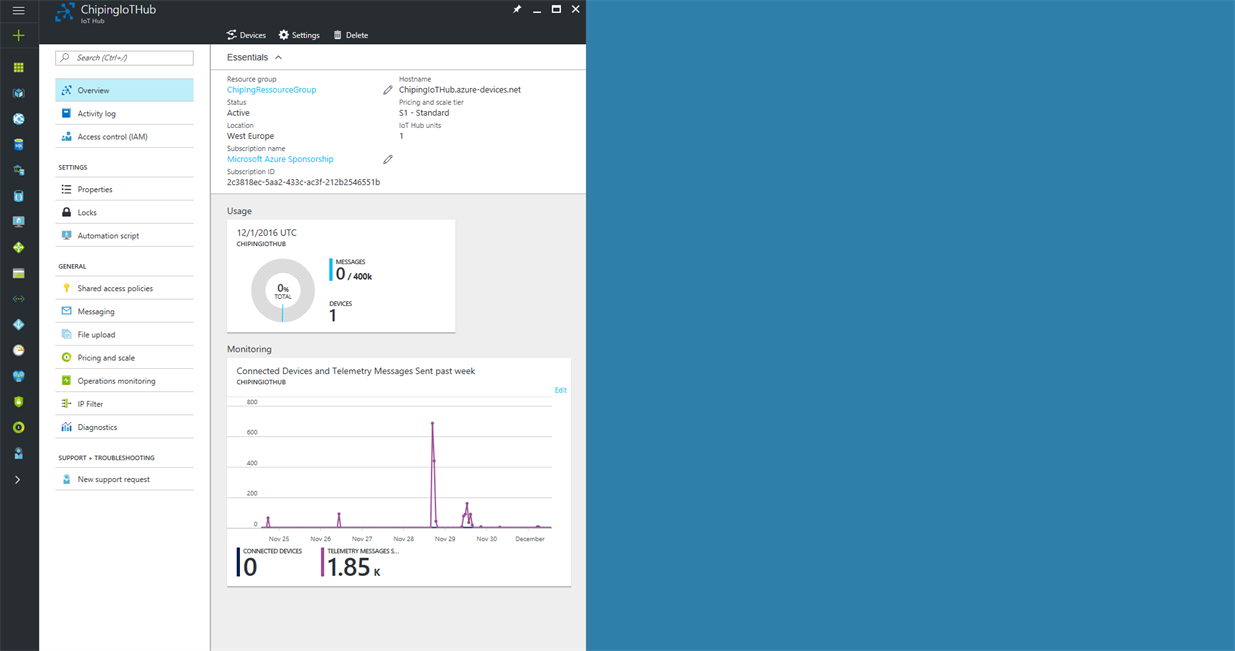 ChipingIoTHub
IoT Hub
Devices
Settings
Delete
Search (Ctrl+/)
Overview
Activity log
Access control (IAM)
SETTINGS
Properties
Locks
Automation script
GENERAL
Shared access policies
Messaging
File upload
Pricing and scale
Operations monitoring
IP Filter
Diagnostics
SUPPORT + TROUBLESHOOTING
New support request
Essentials
Resource group
ChipingRessourceGroup
Status
Active
Location
West Europe
Subscription name
Microsoft Azure Sponsorship
Subscription ID
2c3818ec-5aa2-433c-ac3f-212b2546551b
Hostname
ChipingIoTHub.azure-devices.net
Pricing and scale tier
S1 - Standard
IoT Hub units
1
Usage
12/1/2016 UTC
CHIPINGIOTHUB
0%
TOTAL
MESSAGES
0 / 400k
DEVICES
1
Monitoring
Connected Devices and Telemetry Messages Sent past week
CHIPINGIOTHUB
Edit
800
600
400
200
0
Nov 25 Nov 26 Nov 27 Nov 28 Nov 29 Nov 30 December
CONNECTED DEVICES
0
TELEMETRY MESSAGES S...
1.85 K